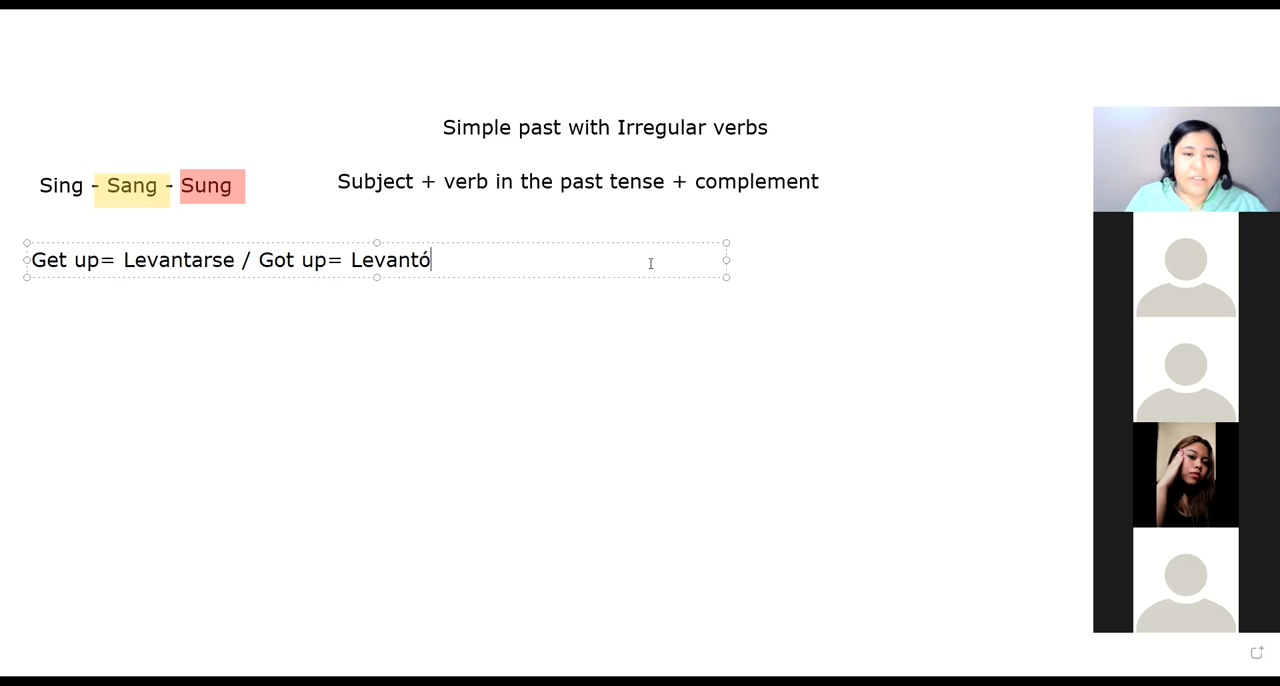 Simple past with Irregular verbs
Sing - Sang - Sung
Subject + verb in the past tense + complement
Get up= Levantarse / Got up= Levantó